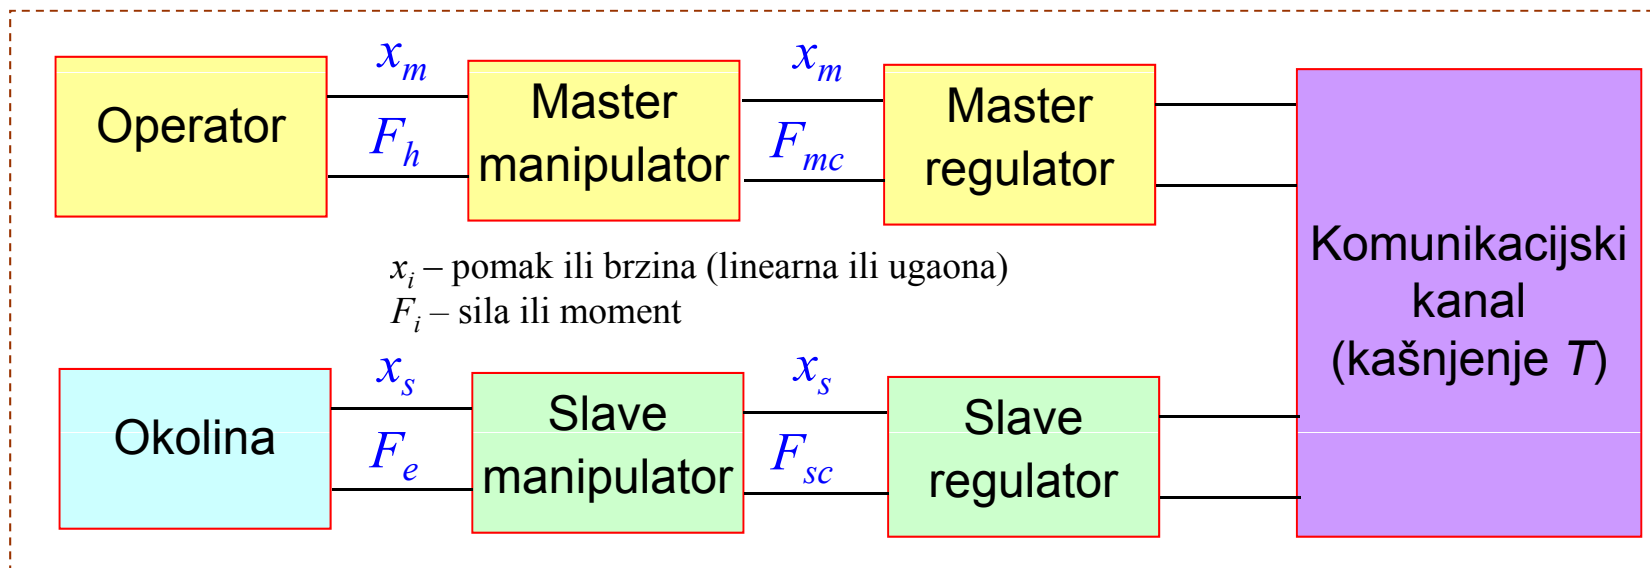 x_m
x_m
Operator
F_h
Master
manipulator
F_mc
Master
regulator
x_i – pomak ili brzina (linearna ili ugaona)
F_i – sila ili moment
Komunikacijski
kanal
(kašnjenje T)
x_s
x_s
Okolina
F_e
Slave
manipulator
F_sc
Slave
regulator